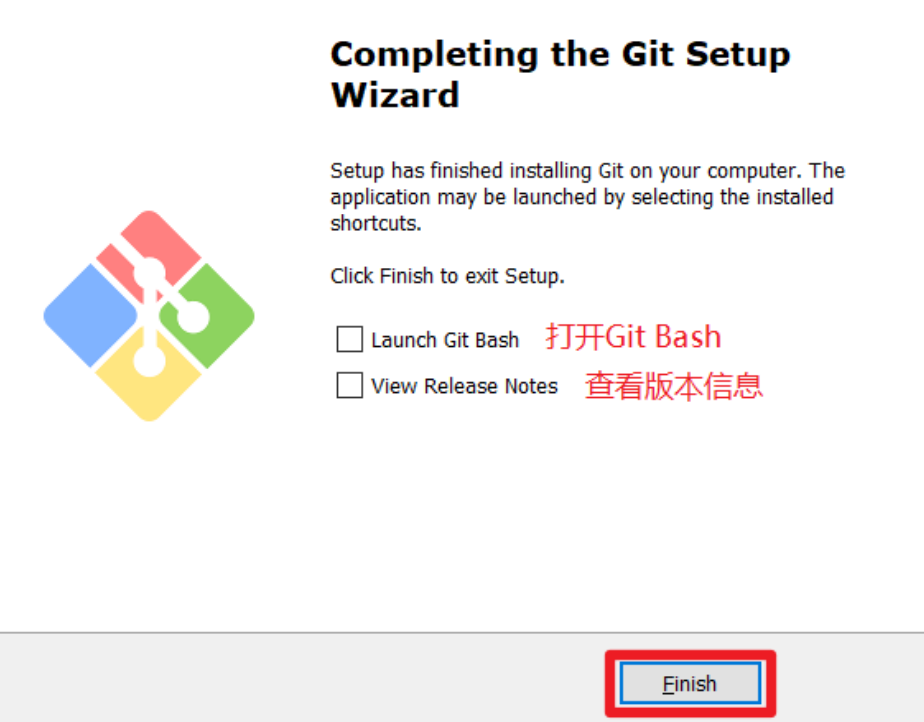 Completing the Git Setup
Wizard
Setup has finished installing Git on your computer. The
application may be launched by selecting the installed
shortcuts.
Click Finish to exit Setup.
Launch Git Bash 打开Git Bash
View Release Notes 查看版本信息
Finish